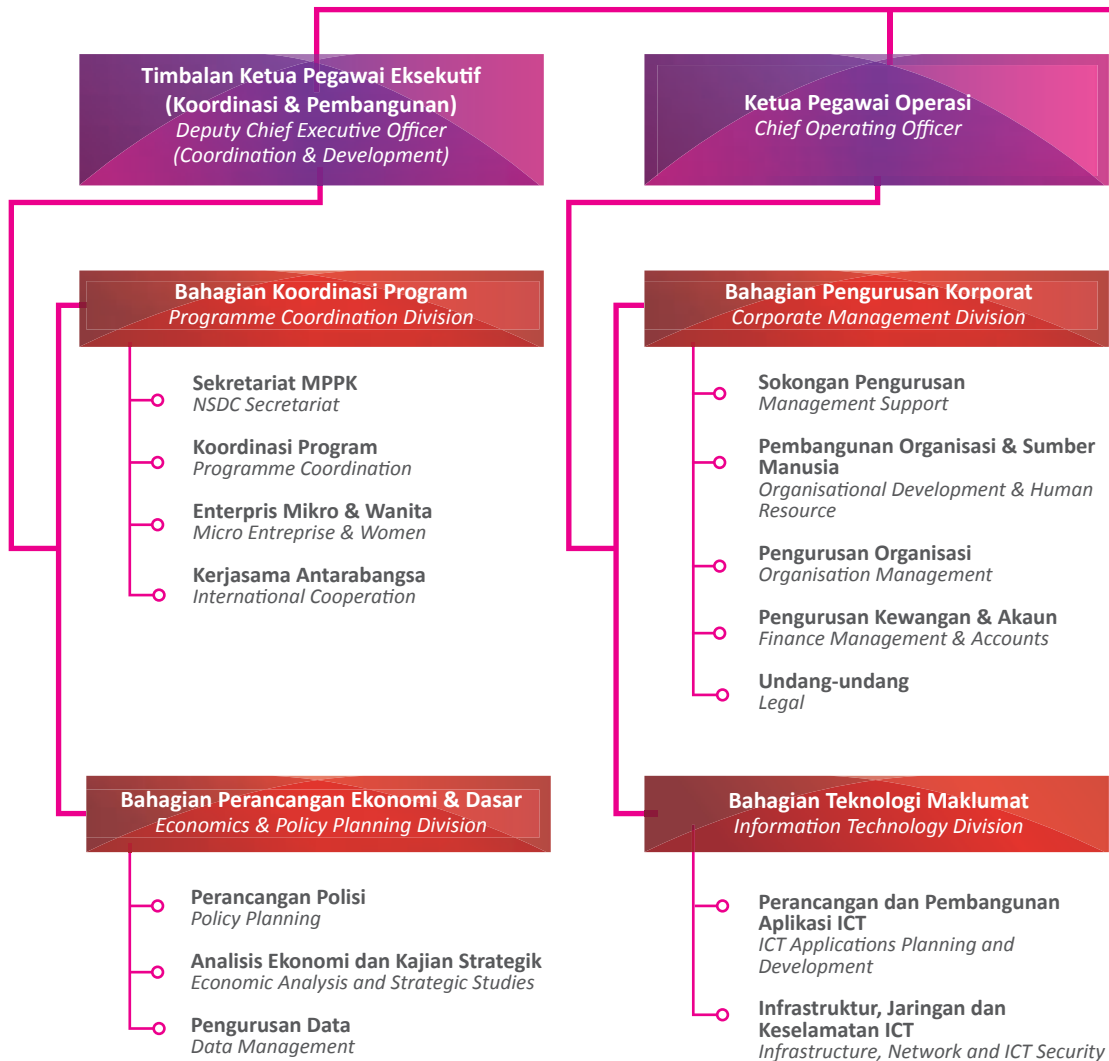 Timbalan Ketua Pegawai Eksekutif
(Koordinasi & Pembangunan)
Deputy Chief Executive Officer
(Coordination & Development)
Bahagian Koordinasi Program
Programme Coordination Division
Sekretariat MPPK
NSDC Secretariat
Koordinasi Program
Programme Coordination
Enterpris Mikro & Wanita
Micro Entreprise & Women
Kerjasama Antarabangsa
International Cooperation
Bahagian Perancangan Ekonomi & Dasar
Economics & Policy Planning Division
Perancangan Polisi
Policy Planning
Analisis Ekonomi dan Kajian Strategik
Economic Analysis and Strategic Studies
Pengurusan Data
Data Management
Ketua Pegawai Operasi
Chief Operating Officer
Bahagian Pengurusan Korporat
Corporate Management Division
Sokongan Pengurusan
Management Support
Pembangunan Organisasi & Sumber
Manusia
Organisational Development & Human
Resource
Pengurusan Organisasi
Organisation Management
Pengurusan Kewangan & Akaun
Finance Management & Accounts
Undang-undang
Legal
Bahagian Teknologi Maklumat
Information Technology Division
Perancangan dan Pembangunan
Aplikasi ICT
ICT Applications Planning and
Development
Infrastruktur, Jaringan dan
Keselamatan ICT
Infrastructure, Network and ICT Security